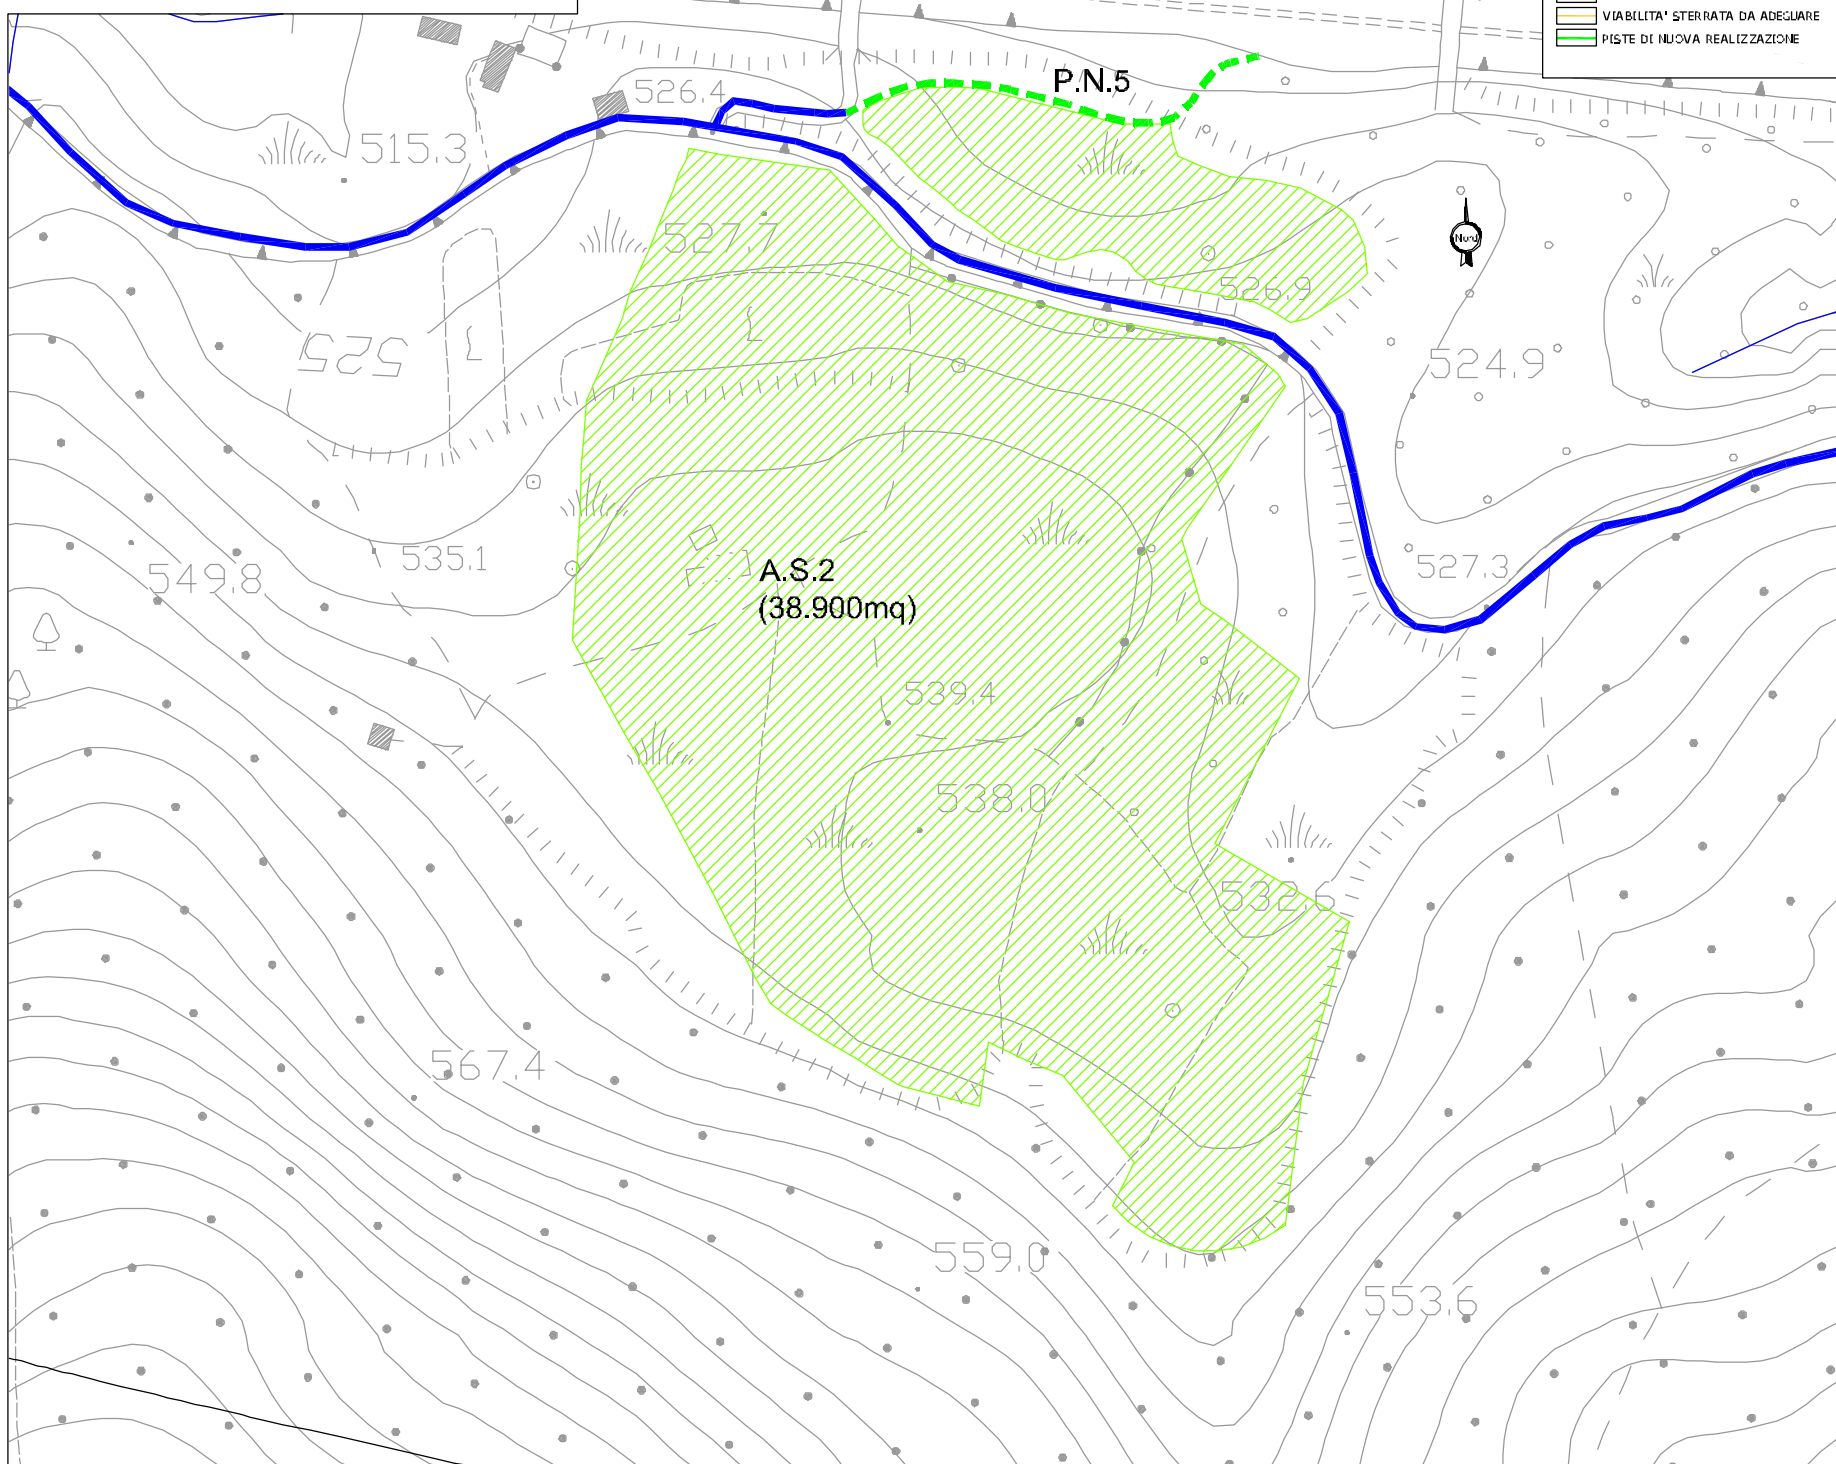 VIABILITA' STERRATA DA ADEGUARE
PISTE DI NUOVA REALIZZAZIONE
P.N.5
526.4
515.3
527.7
Nord
526.9
525
524.9
535.1
549.8
527.3
A.S.2
(38.900mq)
539.4
538.0
532.6
567.4
559.0
553.6